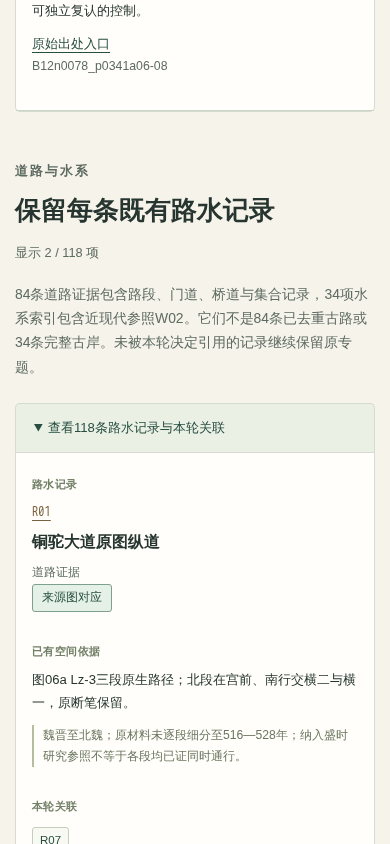 可独立复认的控制。
原始出处入口
B12n0078_p0341a06-08
道路与水系
保留每条既有路水记录
显示 2 / 118 项
84条道路证据包含路段、门道、桥道与集合记录，34项水
系索引包含近现代参照W02。它们不是84条已去重古路或
34条完整古岸。未被本轮决定引用的记录继续保留原专
题。
▼ 查看118条路水记录与本轮关联
路水记录
R01
铜驼大道原图纵道
道路证据
来源图对应
已有空间依据
图06a Lz-3三段原生路径；北段在宫前、南行交横二与横
一，原断笔保留。
魏晋至北魏；原材料未逐段细分至516—528年；纳入盛时
研究参照不等于各段均已证同时通行。
本轮关联
R07